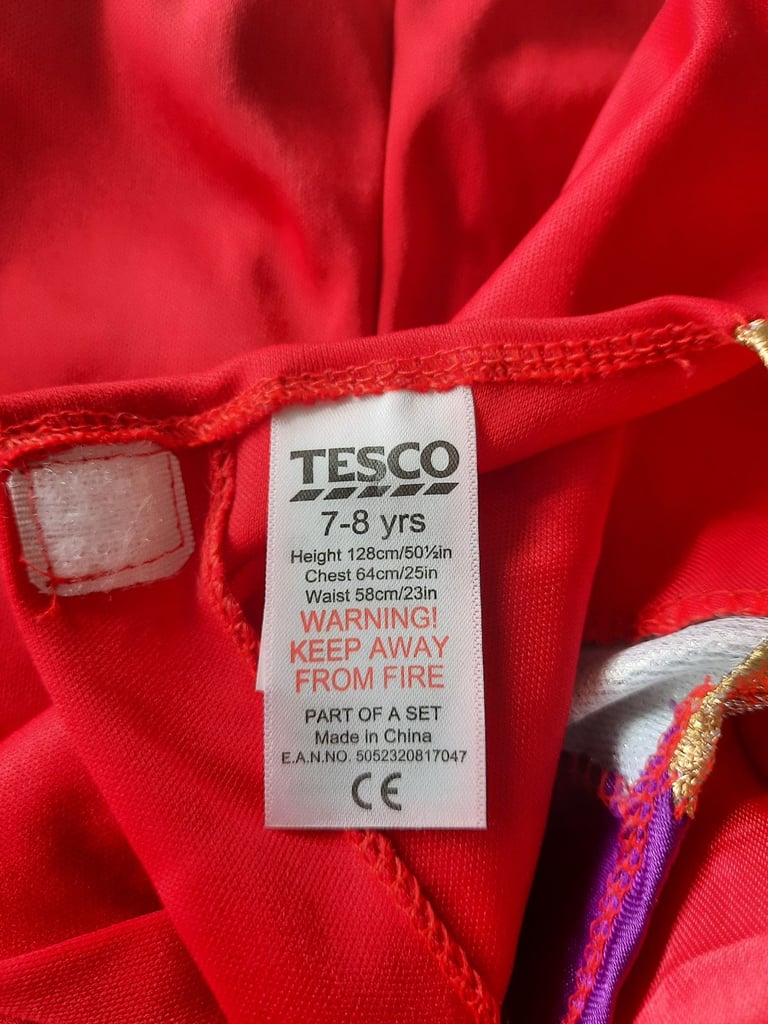 TESCO
7-8 yrs
Height 128cm/50½in
Chest 64cm/25in
Waist 58cm/23in
WARNING!
KEEP AWAY
FROM FIRE
PART OF A SET
Made in China
E.A.N.NO. 5052320817047
CE